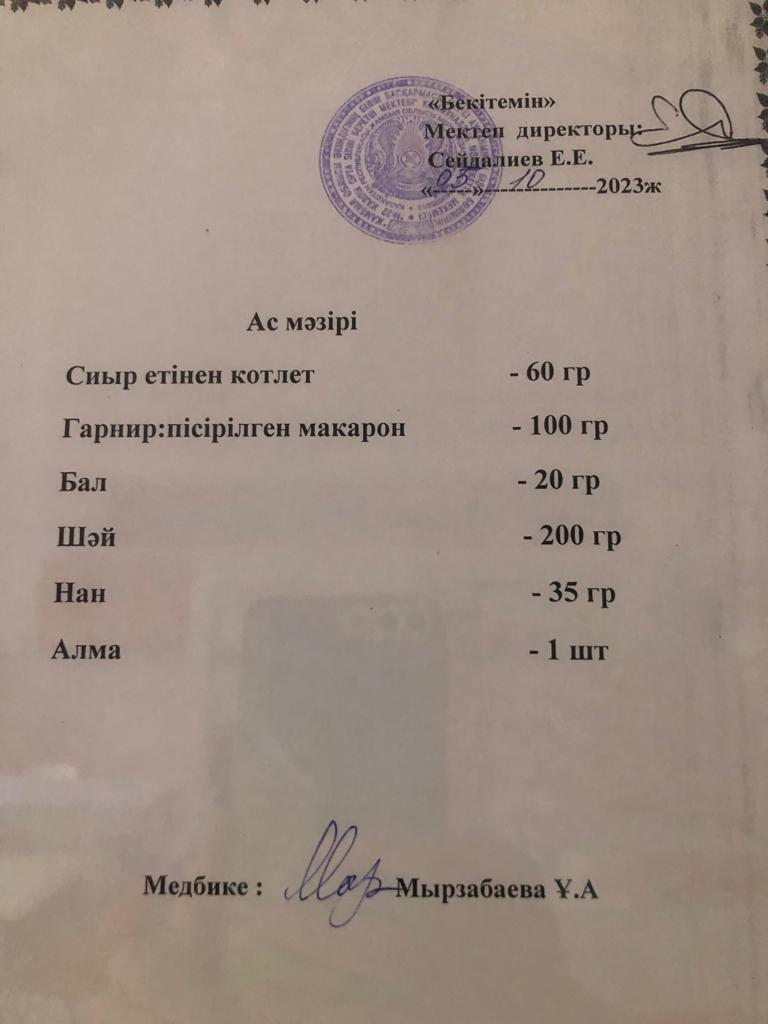 «Бекітемін»
Мектеп директоры:
Сейдалиев Е.Е.
«05» 10 2023ж
Ас мәзірі
Сиыр етінен котлет - 60 гр
Гарнир:пісірілген макарон - 100 гр
Бал - 20 гр
Шәй - 200 гр
Нан - 35 гр
Алма - 1 шт
Медбике : Мырзабаева Ұ.А